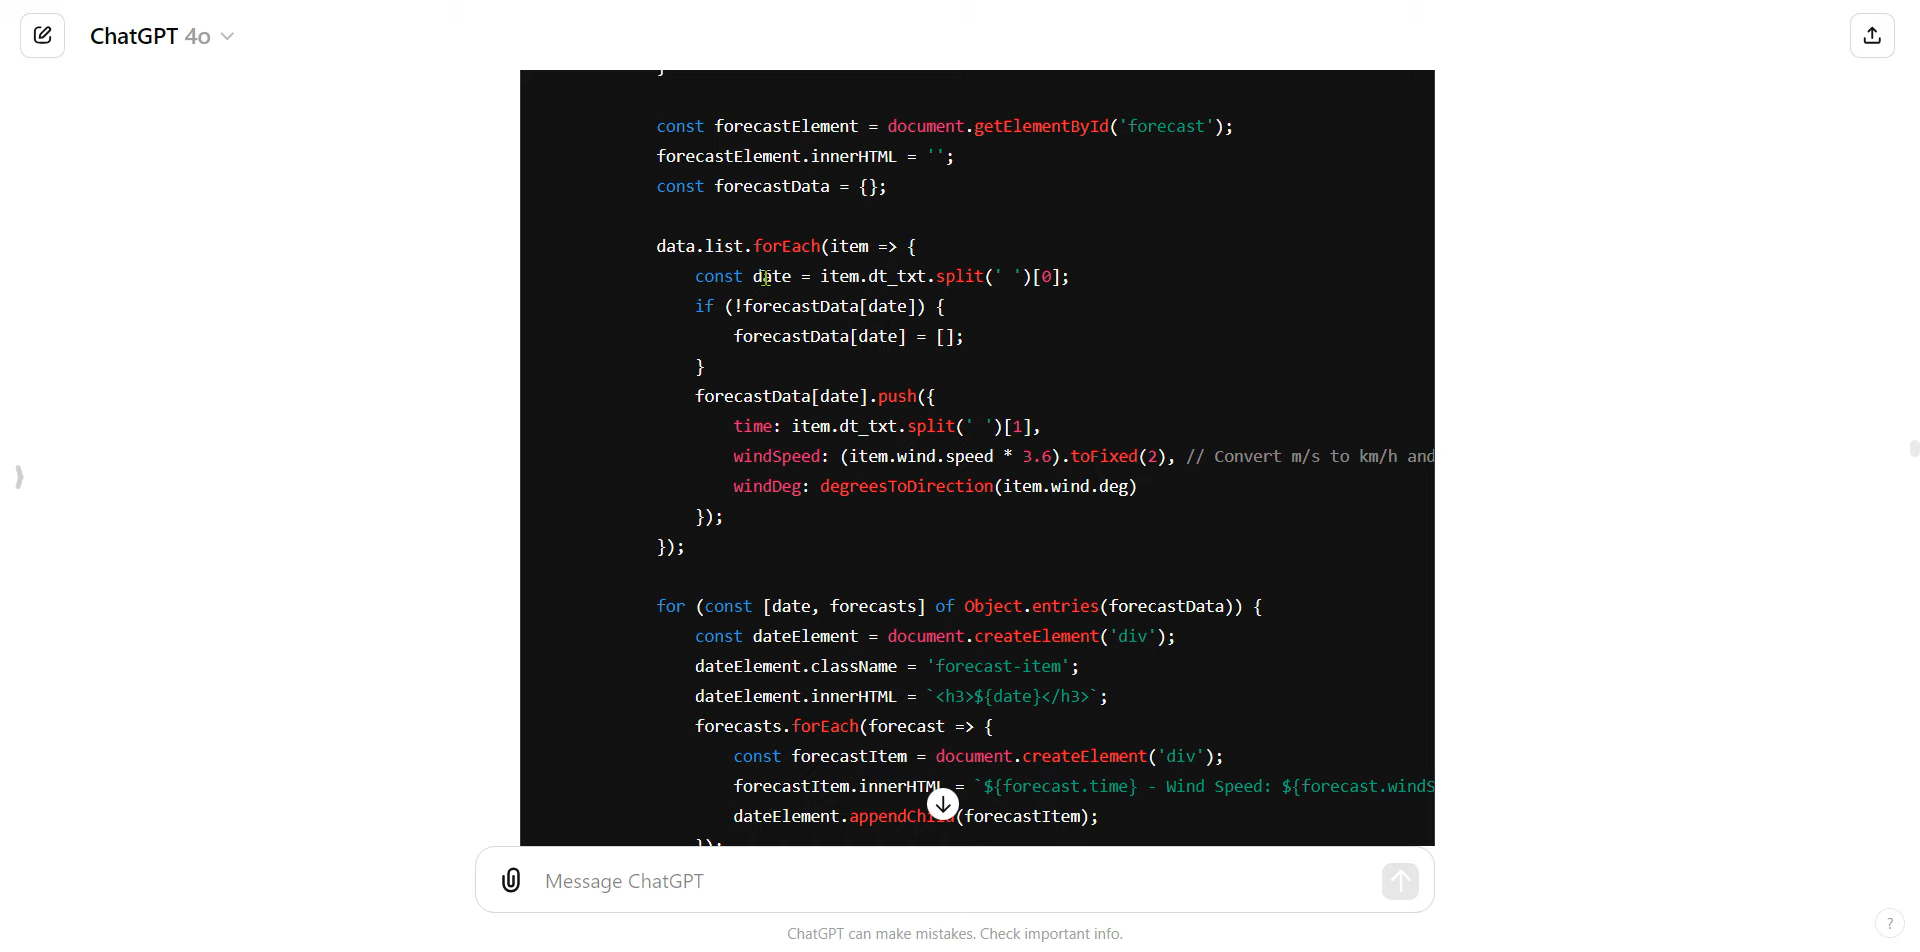 ChatGPT 4o
}
const forecastElement = document.getElementById('forecast');
forecastElement.innerHTML = '';
const forecastData = {};
data.list.forEach(item => {
const date = item.dt_txt.split(' ')[0];
if (!forecastData[date]) {
forecastData[date] = [];
}
forecastData[date].push({
time: item.dt_txt.split(' ')[1],
windSpeed: (item.wind.speed * 3.6).toFixed(2), // Convert m/s to km/h and
windDeg: degreesToDirection(item.wind.deg)
});
});
for (const [date, forecasts] of Object.entries(forecastData)) {
const dateElement = document.createElement('div');
dateElement.className = 'forecast-item';
dateElement.innerHTML = `<h3>${date}</h3>`;
forecasts.forEach(forecast => {
const forecastItem = document.createElement('div');
forecastItem.innerHTML = `${forecast.time} - Wind Speed: ${forecast.windS
dateElement.appendChild(forecastItem);
});
Message ChatGPT
ChatGPT can make mistakes. Check important info.
?